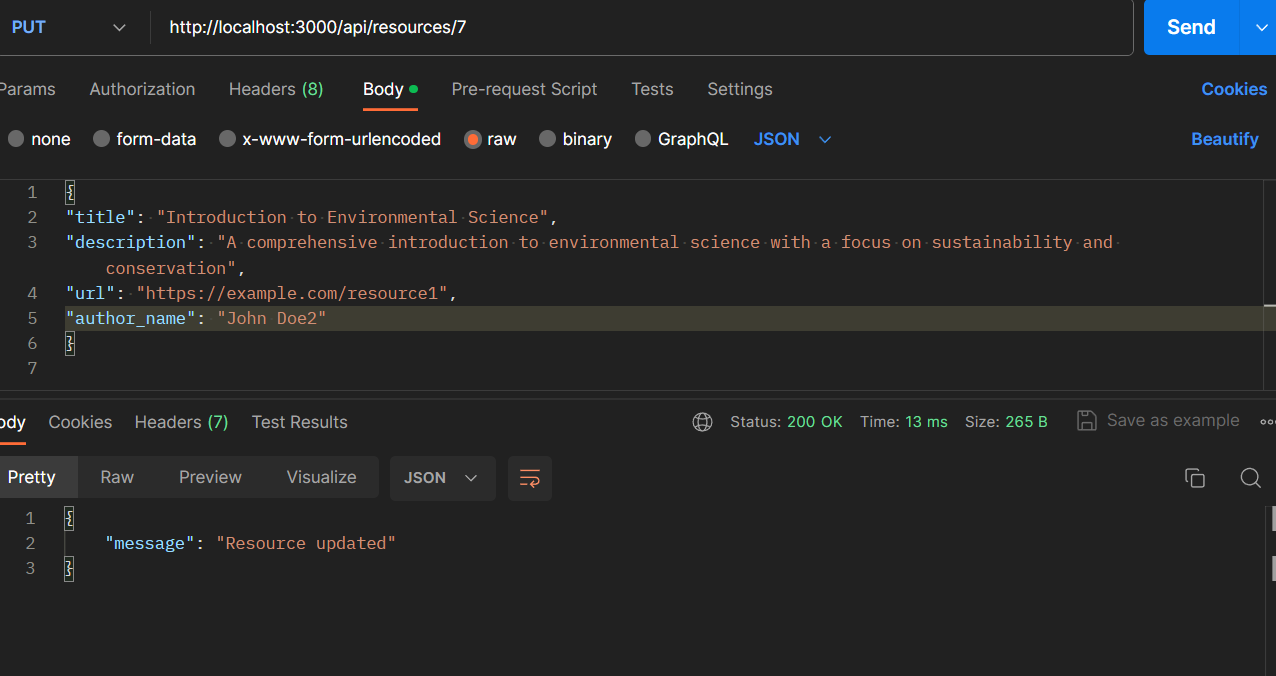 PUT http://localhost:3000/api/resources/7 Send
Params Authorization Headers (8) Body Pre-request Script Tests Settings Cookies
none form-data x-www-form-urlencoded raw binary GraphQL JSON Beautify
1 {
2 "title": "Introduction to Environmental Science",
3 "description": "A comprehensive introduction to environmental science with a focus on sustainability and
conservation",
4 "url": "https://example.com/resource1",
5 "author_name": "John Doe2"
6 }
7
ody Cookies Headers (7) Test Results Status: 200 OK Time: 13 ms Size: 265 B Save as example
Pretty Raw Preview Visualize JSON
1 {
2 "message": "Resource updated"
3 }